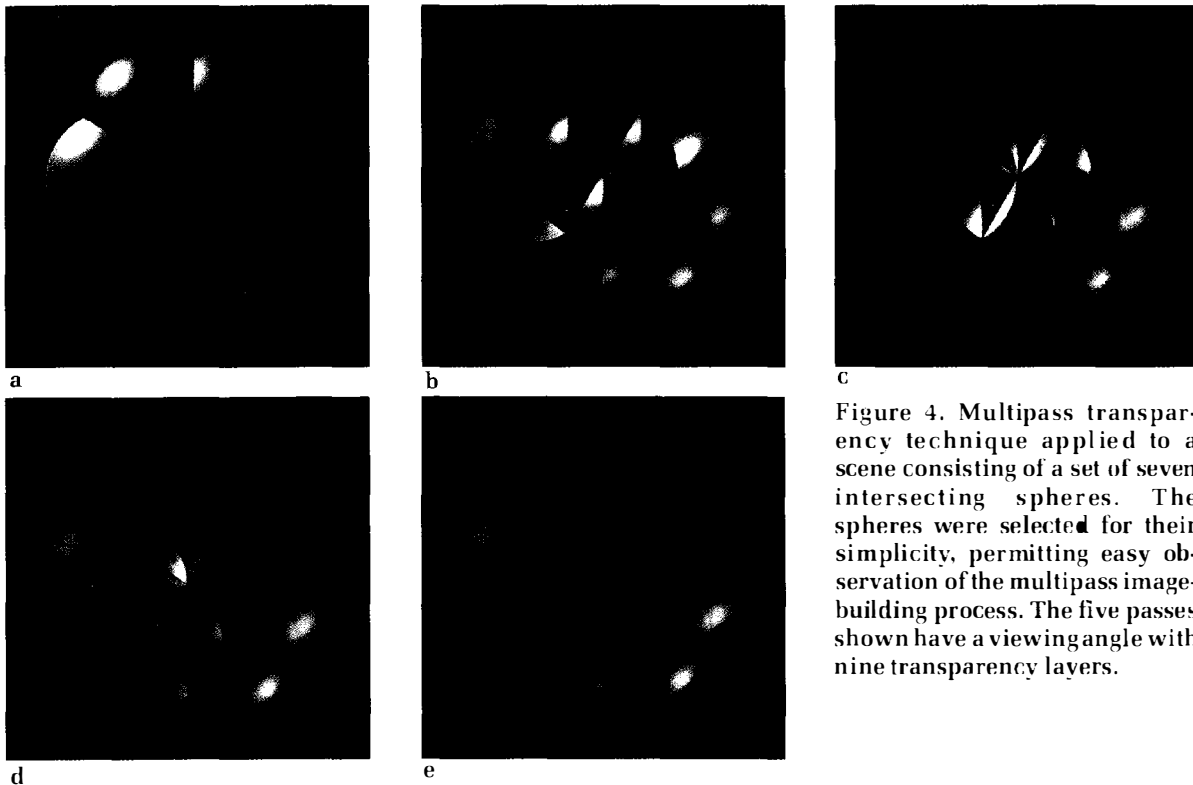 a
b
c
Figure 4. Multipass transpar-
ency technique applied to a
scene consisting of a set of seven
intersecting spheres. The
spheres were selected for their
simplicity, permitting easy ob-
servation of the multipass image-
building process. The five passes
shown have a viewing angle with
nine transparency layers.
d
e